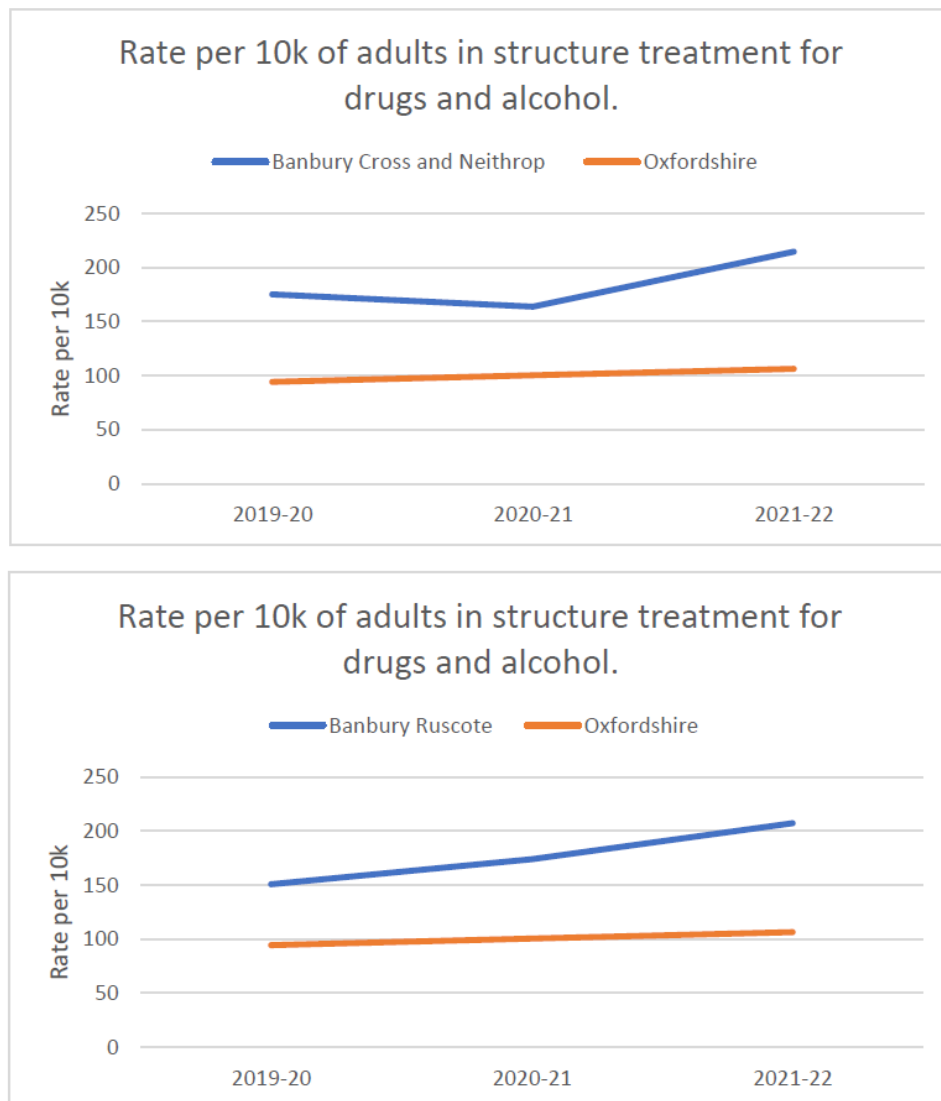 Rate per 10k of adults in structure treatment for
drugs and alcohol.
Banbury Cross and Neithrop Oxfordshire
250
200
150
100
50
0
Rate per 10k
2019-20 2020-21 2021-22
Rate per 10k of adults in structure treatment for
drugs and alcohol.
Banbury Ruscote Oxfordshire
250
200
150
100
50
0
Rate per 10k
2019-20 2020-21 2021-22